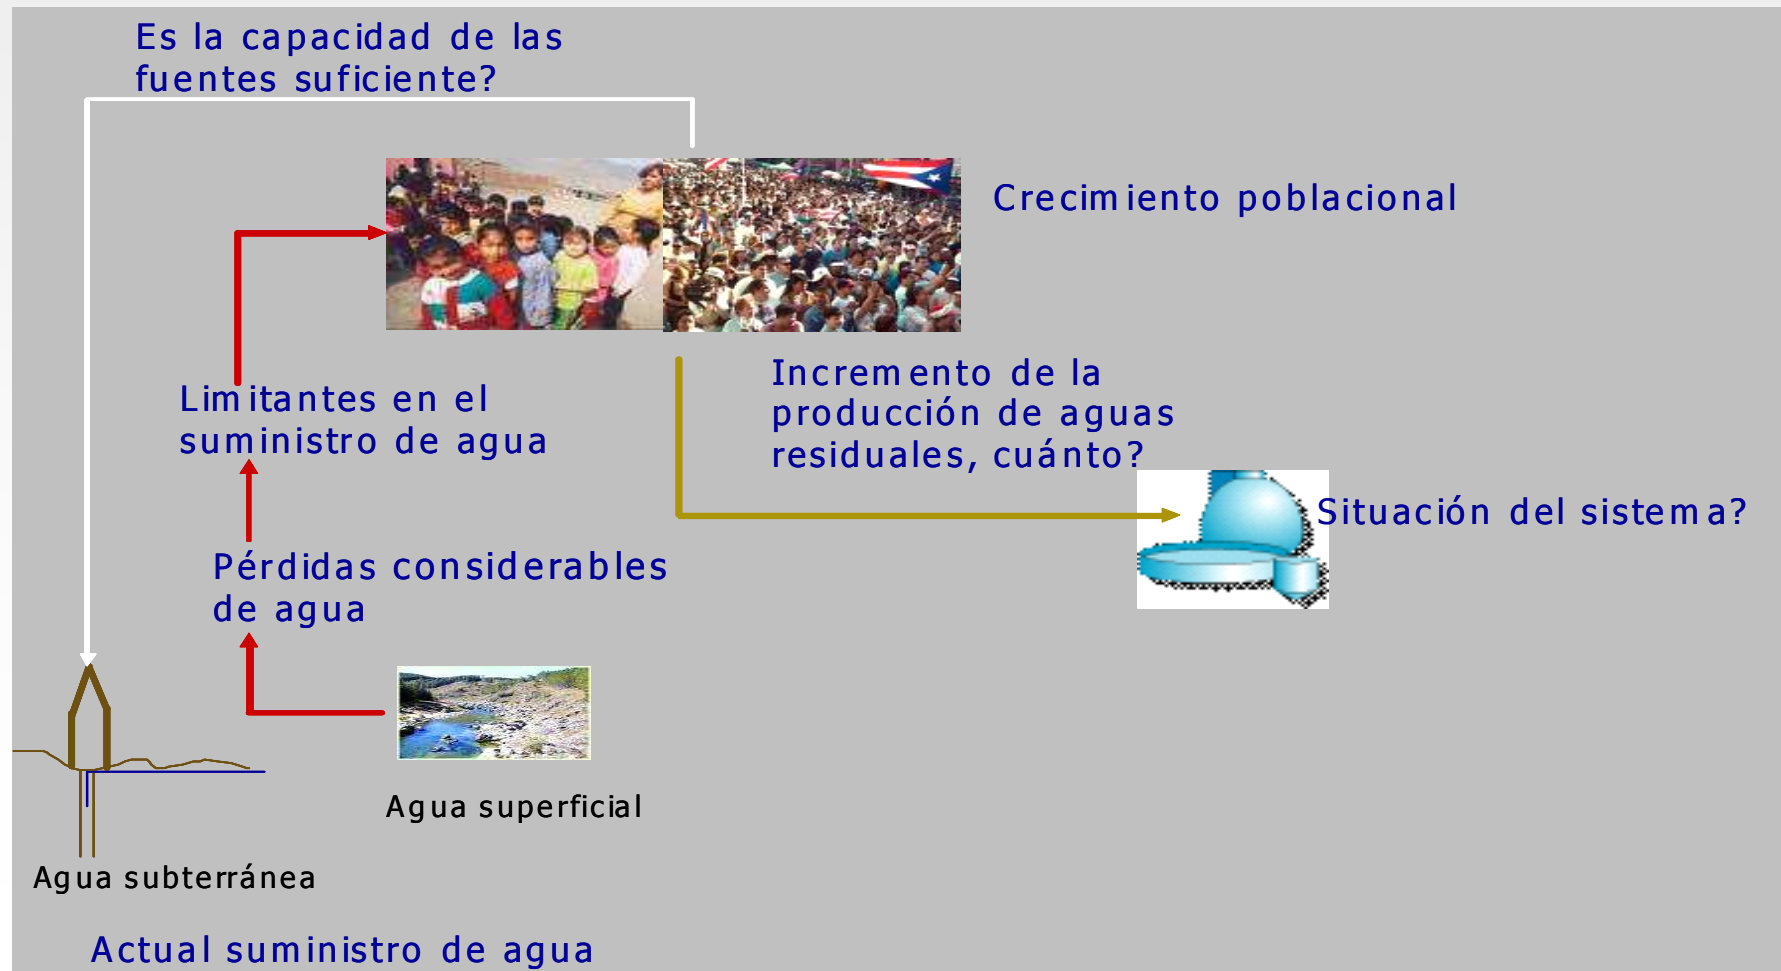 Es la capacidad de las
fuentes suficiente?
Crecimiento poblacional
Incremento de la
producción de aguas
residuales, cuánto?
Limitantes en el
suministro de agua
Situación del sistema?
Pérdidas considerables
de agua
Agua superficial
Agua subterránea
Actual suministro de agua